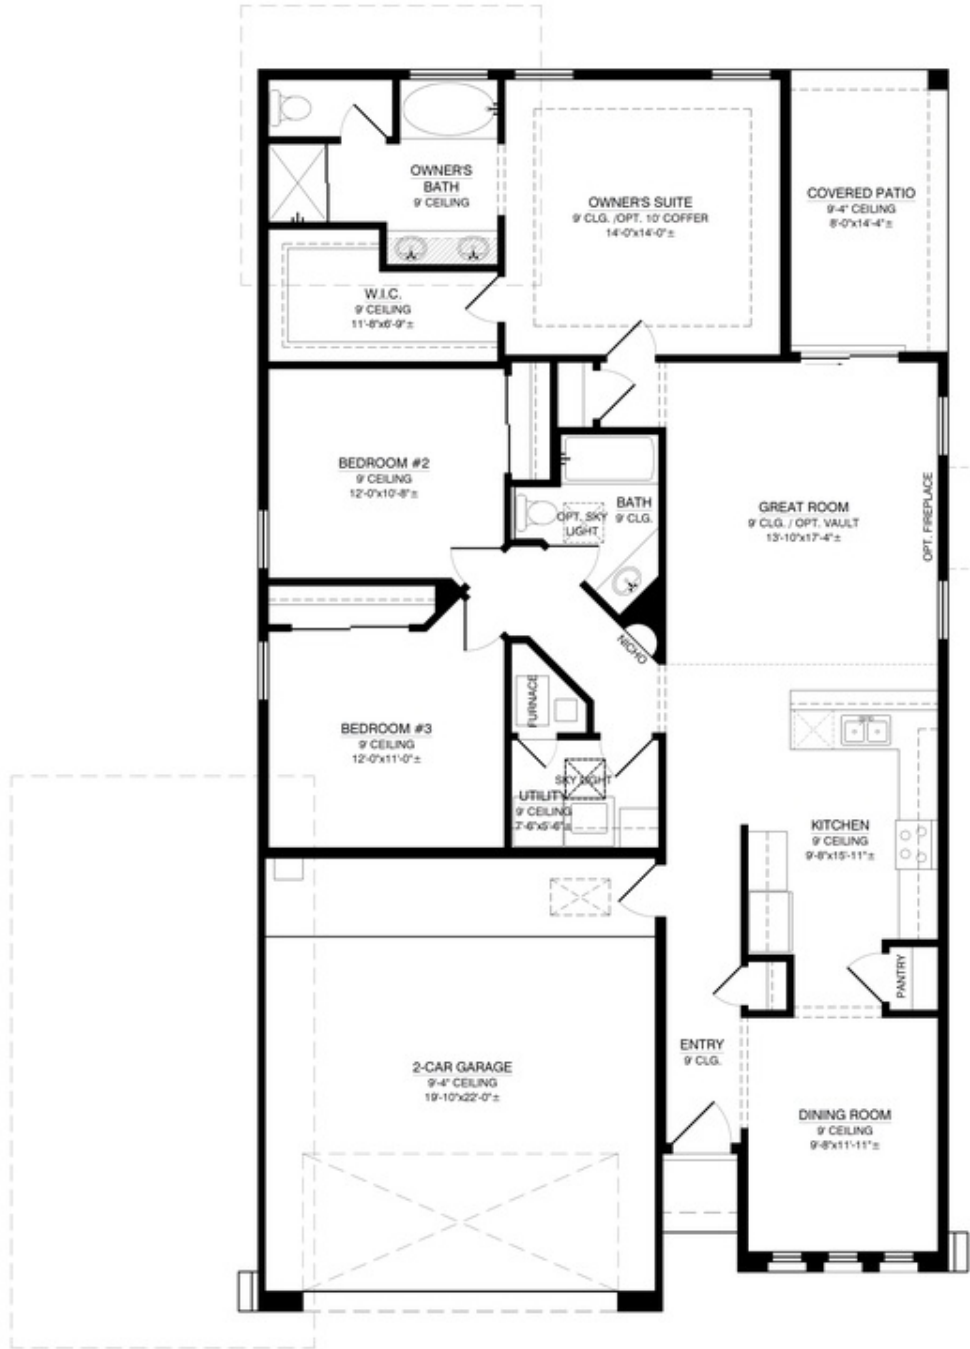 OWNER'S
BATH
9' CEILING
OWNER'S SUITE
9' CLG. /OPT. 10' COFFER
14'-0"x14'-0"±
COVERED PATIO
9'-4" CEILING
8'-0"x14'-4"±
W.I.C.
9' CEILING
11'-8"x6'-9"±
BEDROOM #2
9' CEILING
12'-0"x10'-8"±
BATH
9' CLG.
OPT. SKY
LIGHT
GREAT ROOM
9' CLG. / OPT. VAULT
13'-10"x17'-4"±
OPT. FIREPLACE
NICHO
FURNACE
BEDROOM #3
9' CEILING
12'-0"x11'-0"±
SKY LIGHT
UTILITY
9' CEILING
7'-6"x5'-6"±
KITCHEN
9' CEILING
9'-8"x15'-11"±
PANTRY
ENTRY
9' CLG.
2-CAR GARAGE
9'-4" CEILING
19'-10"x22'-0"±
DINING ROOM
9' CEILING
9'-8"x11'-11"±